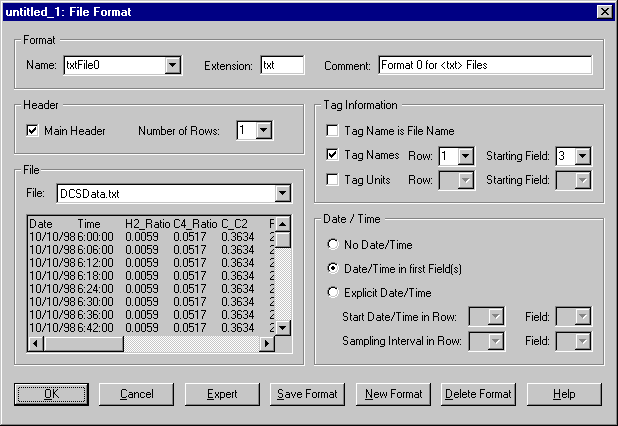 untitled_1: File Format
Format
Name: txtFile0 Extension: txt Comment: Format 0 for <txt> Files
Header
Main Header Number of Rows: 1
Tag Information
Tag Name is File Name
Tag Names Row: 1 Starting Field: 3
Tag Units Row: Starting Field:
File
File: DCSData.txt
Date Time H2_Ratio C4_Ratio C_C2
10/10/98 6:00:00 0.0059 0.0517 0.3634 2
10/10/98 6:06:00 0.0059 0.0517 0.3634 2
10/10/98 6:12:00 0.0059 0.0517 0.3634 2
10/10/98 6:18:00 0.0059 0.0517 0.3634 2
10/10/98 6:24:00 0.0059 0.0517 0.3634 2
10/10/98 6:30:00 0.0059 0.0517 0.3634 2
10/10/98 6:36:00 0.0059 0.0517 0.3634 2
10/10/98 6:42:00 0.0059 0.0517 0.3634 2
Date / Time
No Date/Time
Date/Time in first Field(s)
Explicit Date/Time
Start Date/Time in Row: Field:
Sampling Interval in Row: Field:
OK Cancel Expert Save Format New Format Delete Format Help